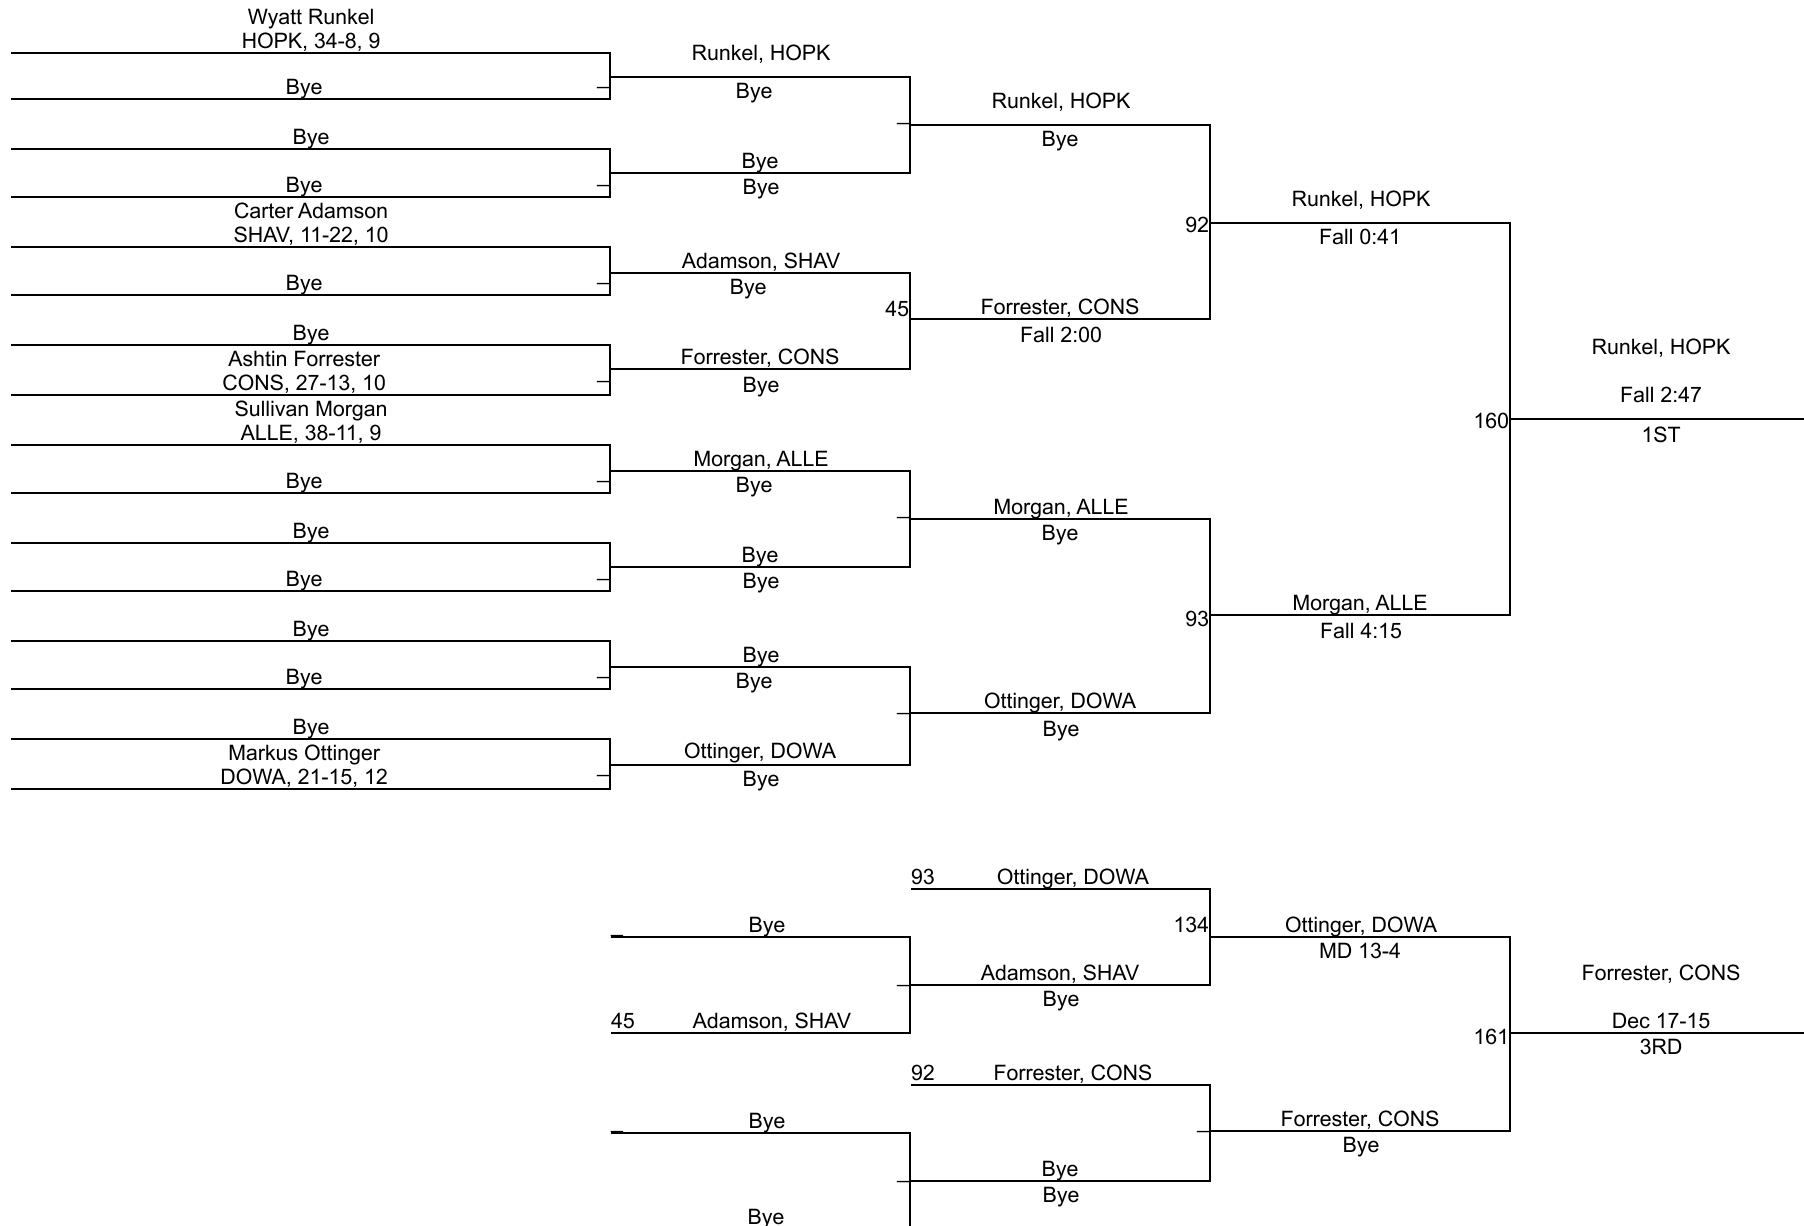 Wyatt Runkel
HOPK, 34-8, 9
Runkel, HOPK
Bye
Bye
Runkel, HOPK
Bye
Bye
Bye
Bye
Bye
Carter Adamson
SHAV, 11-22, 10
Runkel, HOPK
92
Fall 0:41
Adamson, SHAV
Bye
Bye
45
Forrester, CONS
Fall 2:00
Bye
Ashtin Forrester
CONS, 27-13, 10
Forrester, CONS
Bye
Runkel, HOPK
Fall 2:47
160
1ST
Sullivan Morgan
ALLE, 38-11, 9
Morgan, ALLE
Bye
Bye
Morgan, ALLE
Bye
Bye
Bye
Bye
Bye
93
Morgan, ALLE
Fall 4:15
Bye
Bye
Bye
Bye
Ottinger, DOWA
Bye
Bye
Markus Ottinger
DOWA, 21-15, 12
Ottinger, DOWA
Bye
93 Ottinger, DOWA
Bye
134
Ottinger, DOWA
MD 13-4
Adamson, SHAV
Bye
45 Adamson, SHAV
Forrester, CONS
Dec 17-15
161
3RD
92 Forrester, CONS
Bye
Forrester, CONS
Bye
Bye
Bye
Bye